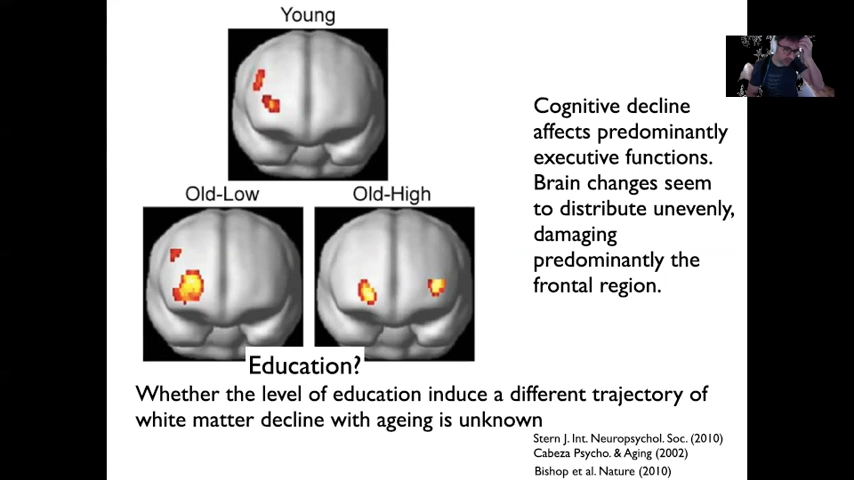 Young
Old-Low
Old-High
Cognitive decline
affects predominantly
executive functions.
Brain changes seem
to distribute unevenly,
damaging
predominantly the
frontal region.
Education?
Whether the level of education induce a different trajectory of
white matter decline with ageing is unknown
Stern J. Int. Neuropsychol. Soc. (2010)
Cabeza Psycho. & Aging (2002)
Bishop et al. Nature (2010)